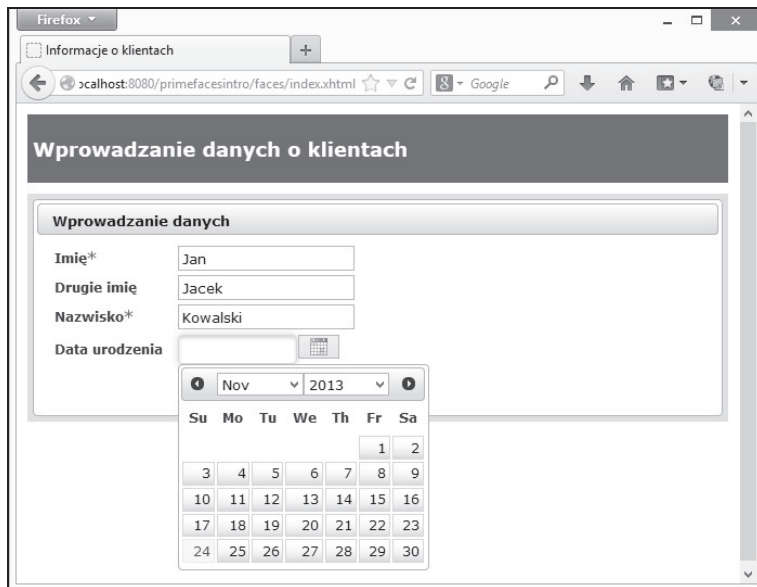 Firefox
Informacje o klientach
ocalhost:8080/primefacesintro/faces/index.xhtml
Google
Wprowadzanie danych o klientach
Wprowadzanie danych
Imię* Jan
Drugie imię Jacek
Nazwisko* Kowalski
Data urodzenia
Nov 2013
Su Mo Tu We Th Fr Sa
1 2
3 4 5 6 7 8 9
10 11 12 13 14 15 16
17 18 19 20 21 22 23
24 25 26 27 28 29 30